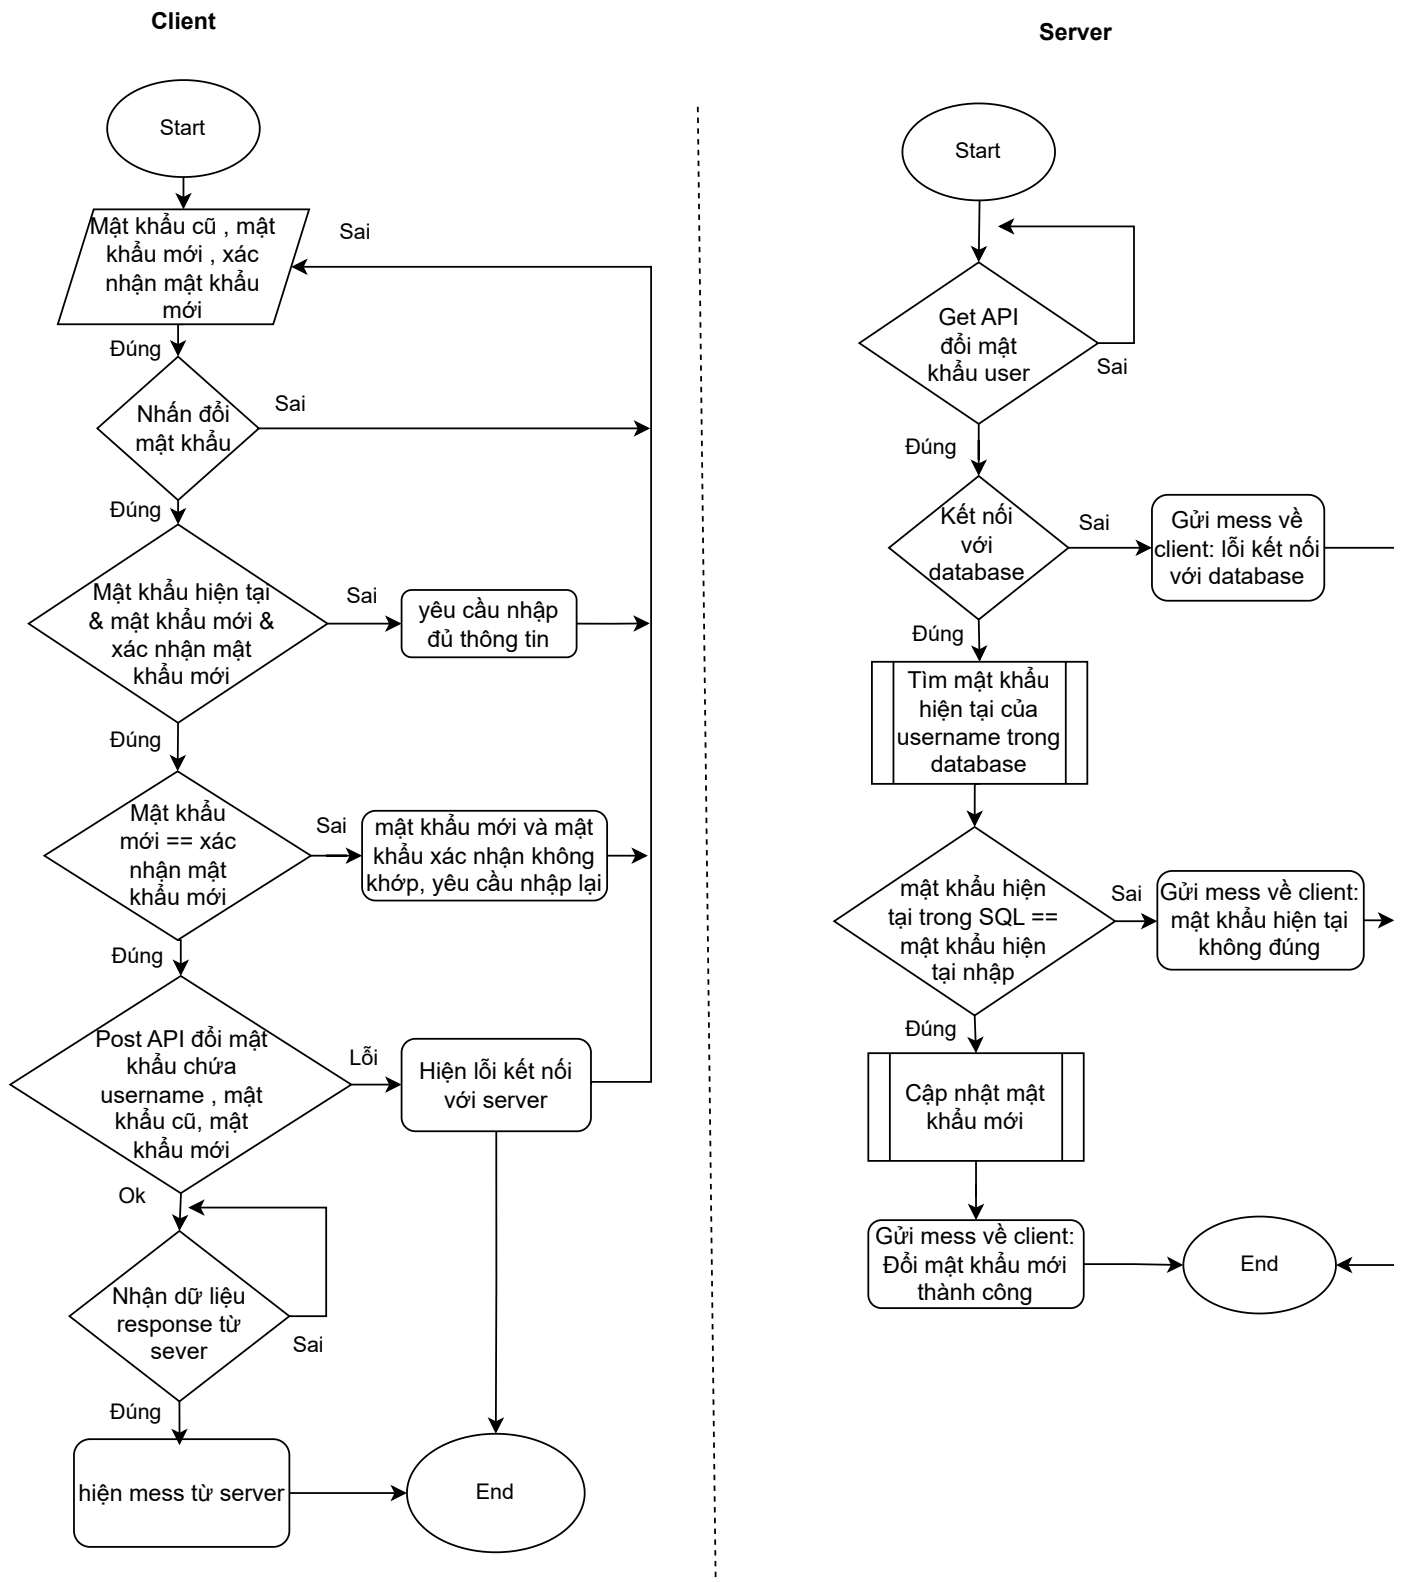 Client
Start
Mật khẩu cũ , mật
khẩu mới , xác
nhận mật khẩu
mới
Sai
Đúng
Nhấn đổi
mật khẩu
Sai
Đúng
Mật khẩu hiện tại
& mật khẩu mới &
xác nhận mật
khẩu mới
Sai
yêu cầu nhập
đủ thông tin
Đúng
Mật khẩu
mới == xác
nhận mật
khẩu mới
Sai
mật khẩu mới và mật
khẩu xác nhận không
khớp, yêu cầu nhập lại
Đúng
Post API đổi mật
khẩu chứa
username , mật
khẩu cũ, mật
khẩu mới
Lỗi
Hiện lỗi kết nối
với server
Ok
Nhận dữ liệu
response từ
sever
Sai
Đúng
hiện mess từ server
End
Server
Start
Get API
đổi mật
khẩu user
Sai
Đúng
Kết nối
với
database
Sai
Gửi mess về
client: lỗi kết nối
với database
Đúng
Tìm mật khẩu
hiện tại của
username trong
database
mật khẩu hiện
tại trong SQL ==
mật khẩu hiện
tại nhập
Sai
Gửi mess về client:
mật khẩu hiện tại
không đúng
Đúng
Cập nhật mật
khẩu mới
Gửi mess về client:
Đổi mật khẩu mới
thành công
End